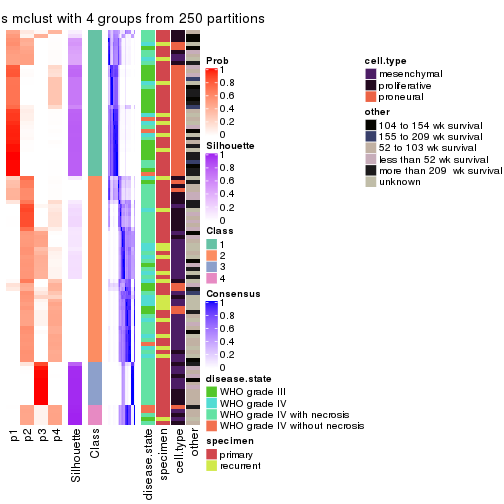 s mclust with 4 groups from 250 partitions
Prob
1
0.8
0.6
0.4
0.2
0
Silhouette
1
0.8
0.6
0.4
0.2
0
Class
1
2
3
4
Consensus
1
0.8
0.6
0.4
0.2
0
disease.state
WHO grade III
WHO grade IV
WHO grade IV with necrosis
WHO grade IV without necrosis
specimen
primary
recurrent
cell.type
mesenchymal
proliferative
proneural
other
104 to 154 wk survival
155 to 209 wk survival
52 to 103 wk survival
less than 52 wk survival
more than 209  wk survival
unknown
p1
p2
p3
p4
Silhouette
Class
disease.state
specimen
cell.type
other